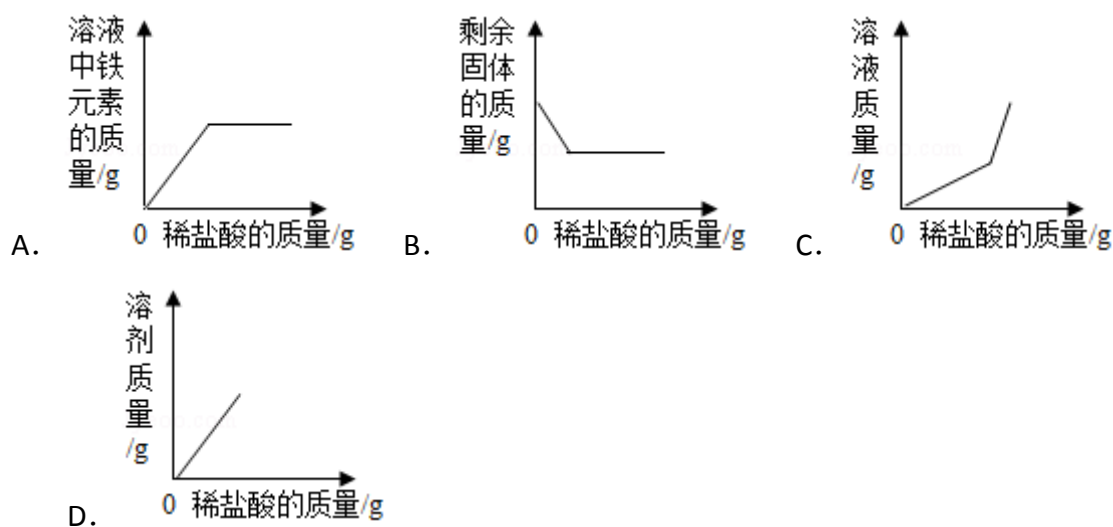 溶液
中铁
元素
的质
量/g
0 稀盐酸的质量/g
A.
剩余
固体
的质
量/g
0 稀盐酸的质量/g
B.
溶
液
质
量
/g
0 稀盐酸的质量/g
C.
溶
剂
质
量
/g
0 稀盐酸的质量/g
D.